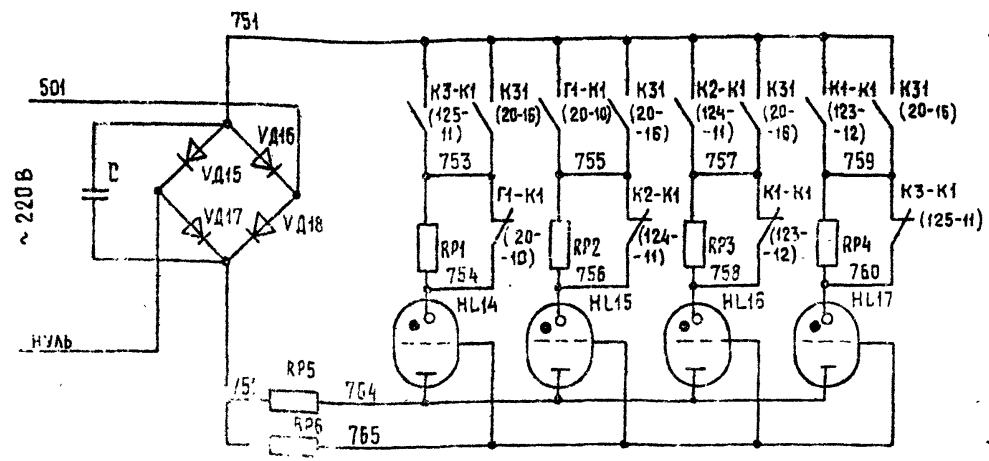 751
501
К3-К1 (125-11)
К31 (20-16)
Г1-К1 (20-10)
К31 (20-16)
К2-К1 (124-11)
К31 (20-16)
К1-К1 (123-12)
К31 (20-16)
~ 220 В
С
VД15
VД16
VД17
VД18
753
755
757
759
Г1-К1 (20-10)
К2-К1 (124-11)
К1-К1 (123-12)
К3-К1 (125-11)
RP1
RP2
RP3
RP4
754
756
758
760
HL14
HL15
HL16
HL17
НУЛЬ
RP5
764
RP6
765